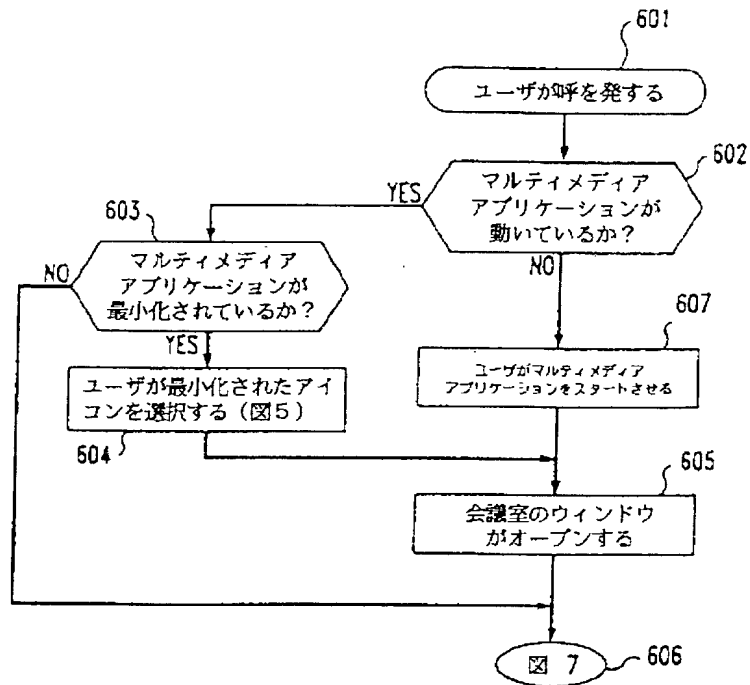 601
ユーザが呼を発する
602
マルティメディア
アプリケーションが
動いているか?
YES
NO
603
マルティメディア
アプリケーションが
最小化されているか?
NO
YES
607
ユーザがマルティメディア
アプリケーションをスタートさせる
ユーザが最小化されたアイ
コンを選択する(図5)
604
605
会議室のウィンドウ
がオープンする
図 7
606